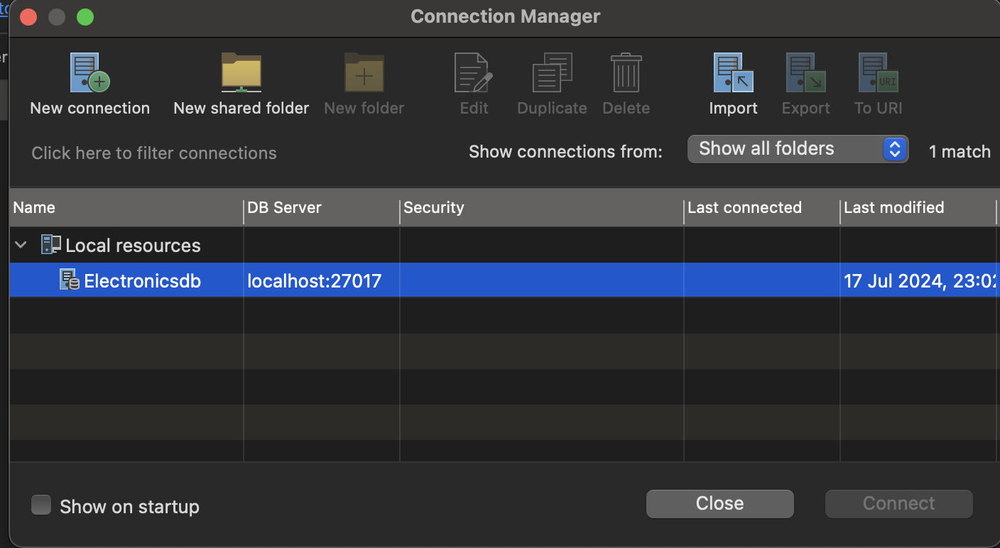 Connection Manager
New connection New shared folder New folder Edit Duplicate Delete Import Export URI To URI
Click here to filter connections Show connections from: Show all folders 1 match
Name DB Server Security Last connected Last modified
Local resources
Electronicsdb localhost:27017 17 Jul 2024, 23:02
Show on startup Close Connect